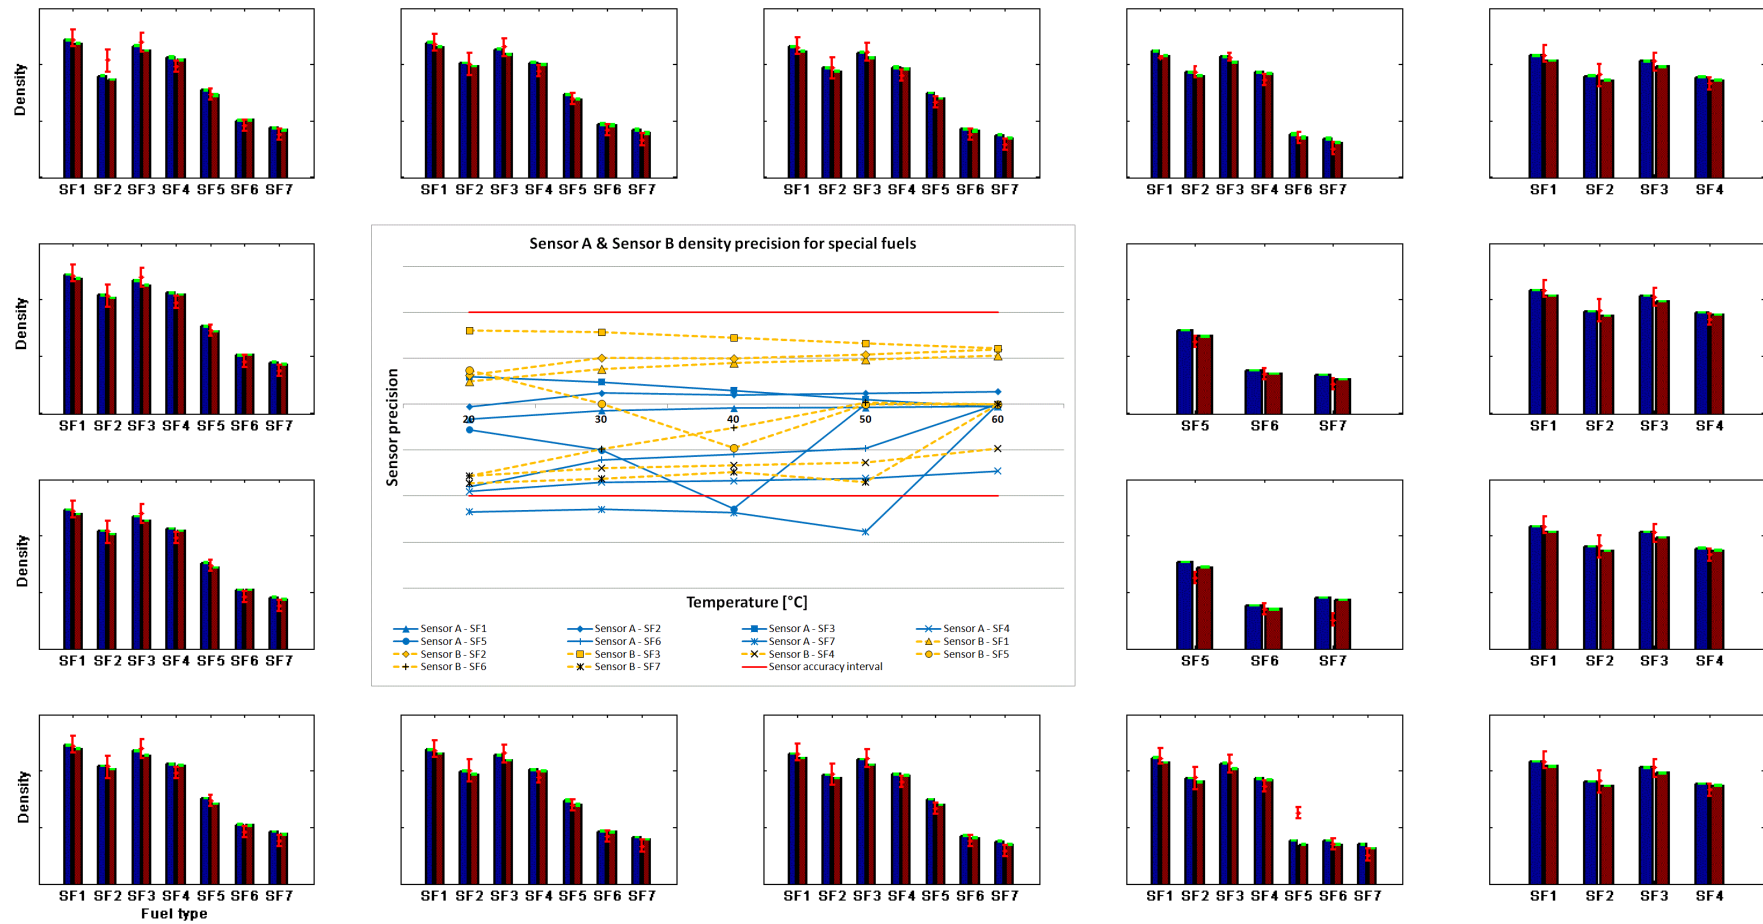 Density
SF1 SF2 SF3 SF4 SF5 SF6 SF7
SF1 SF2 SF3 SF4 SF5 SF6 SF7
SF1 SF2 SF3 SF4 SF5 SF6 SF7
SF1 SF2 SF3 SF4 SF6 SF7
SF1 SF2 SF3 SF4
Density
SF1 SF2 SF3 SF4 SF5 SF6 SF7
Sensor A & Sensor B density precision for special fuels
Sensor precision
20 30 40 50 60
Temperature [°C]
Sensor A - SF1 Sensor A - SF2 Sensor A - SF3 Sensor A - SF4
Sensor A - SF5 Sensor A - SF6 Sensor A - SF7 Sensor B - SF1
Sensor B - SF2 Sensor B - SF3 Sensor B - SF4 Sensor B - SF5
Sensor B - SF6 Sensor B - SF7 Sensor accuracy interval
SF5 SF6 SF7
SF1 SF2 SF3 SF4
Density
SF1 SF2 SF3 SF4 SF5 SF6 SF7
SF5 SF6 SF7
SF1 SF2 SF3 SF4
Density
SF1 SF2 SF3 SF4 SF5 SF6 SF7
Fuel type
SF1 SF2 SF3 SF4 SF5 SF6 SF7
SF1 SF2 SF3 SF4 SF5 SF6 SF7
SF1 SF2 SF3 SF4 SF5 SF6 SF7
SF1 SF2 SF3 SF4